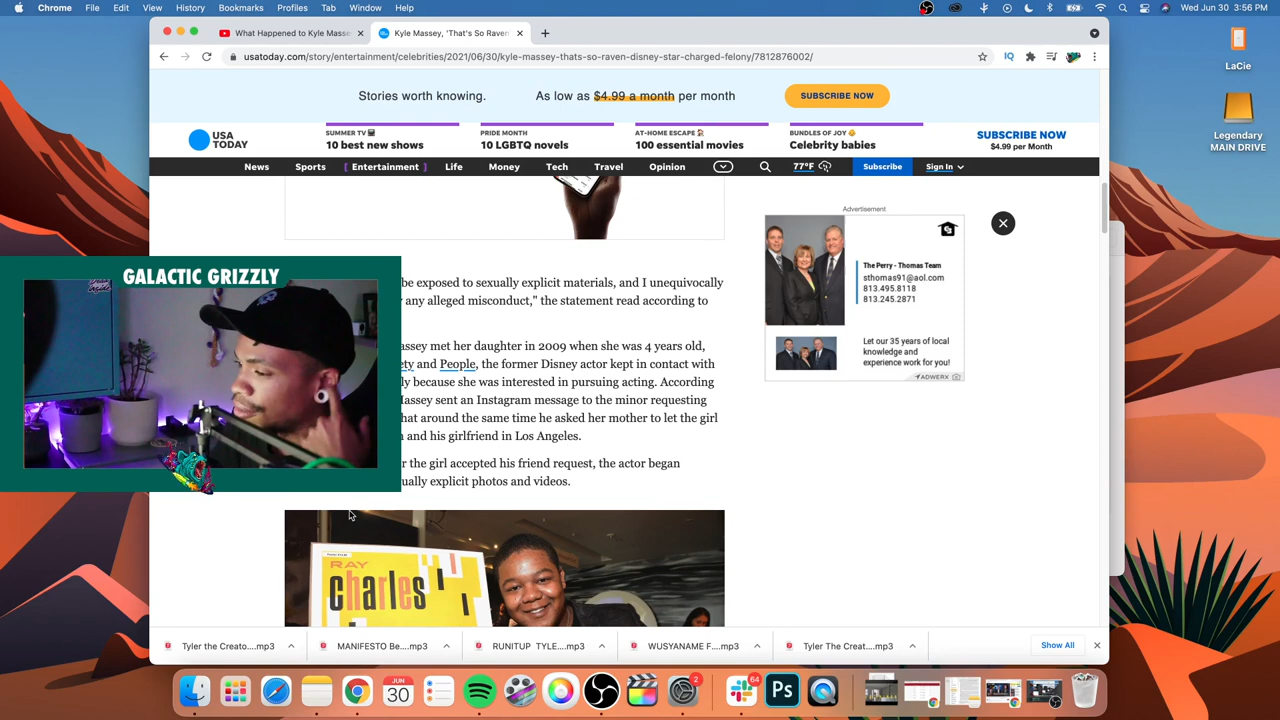 Chrome File Edit View History Bookmarks Profiles Tab Window Help
Wed Jun 30 3:56 PM
What Happened to Kyle Masse
Kyle Massey, 'That's So Raven
usatoday.com/story/entertainment/celebrities/2021/06/30/kyle-massey-thats-so-raven-disney-star-charged-felony/7812876002/
IQ
LaCie
Legendary
MAIN DRIVE
Stories worth knowing. As low as $4.99 a month per month SUBSCRIBE NOW
USA
TODAY
SUMMER TV
10 best new shows
PRIDE MONTH
10 LGBTQ novels
AT-HOME ESCAPE
100 essential movies
BUNDLES OF JOY
Celebrity babies
SUBSCRIBE NOW
$4.99 per Month
News Sports [ Entertainment ] Life Money Tech Travel Opinion 77°F Subscribe Sign In
Advertisement
The Perry - Thomas Team
sthomas91@aol.com
813.495.8118
813.245.2871
Let our 35 years of local
knowledge and
experience work for you!
ADWERX
GALACTIC GRIZZLY
be exposed to sexually explicit materials, and I unequivocally
any alleged misconduct," the statement read according to
assey met her daughter in 2009 when she was 4 years old,
ety and People, the former Disney actor kept in contact with
ly because she was interested in pursuing acting. According
Massey sent an Instagram message to the minor requesting
hat around the same time he asked her mother to let the girl
and his girlfriend in Los Angeles.
r the girl accepted his friend request, the actor began
ually explicit photos and videos.
RAY
Charles
Tyler the Creato....mp3
MANIFESTO Be....mp3
RUNITUP TYLE...mp3
WUSYANAME F....mp3
Tyler The Creat....mp3
Show All
JUN
30
2
64
Ps